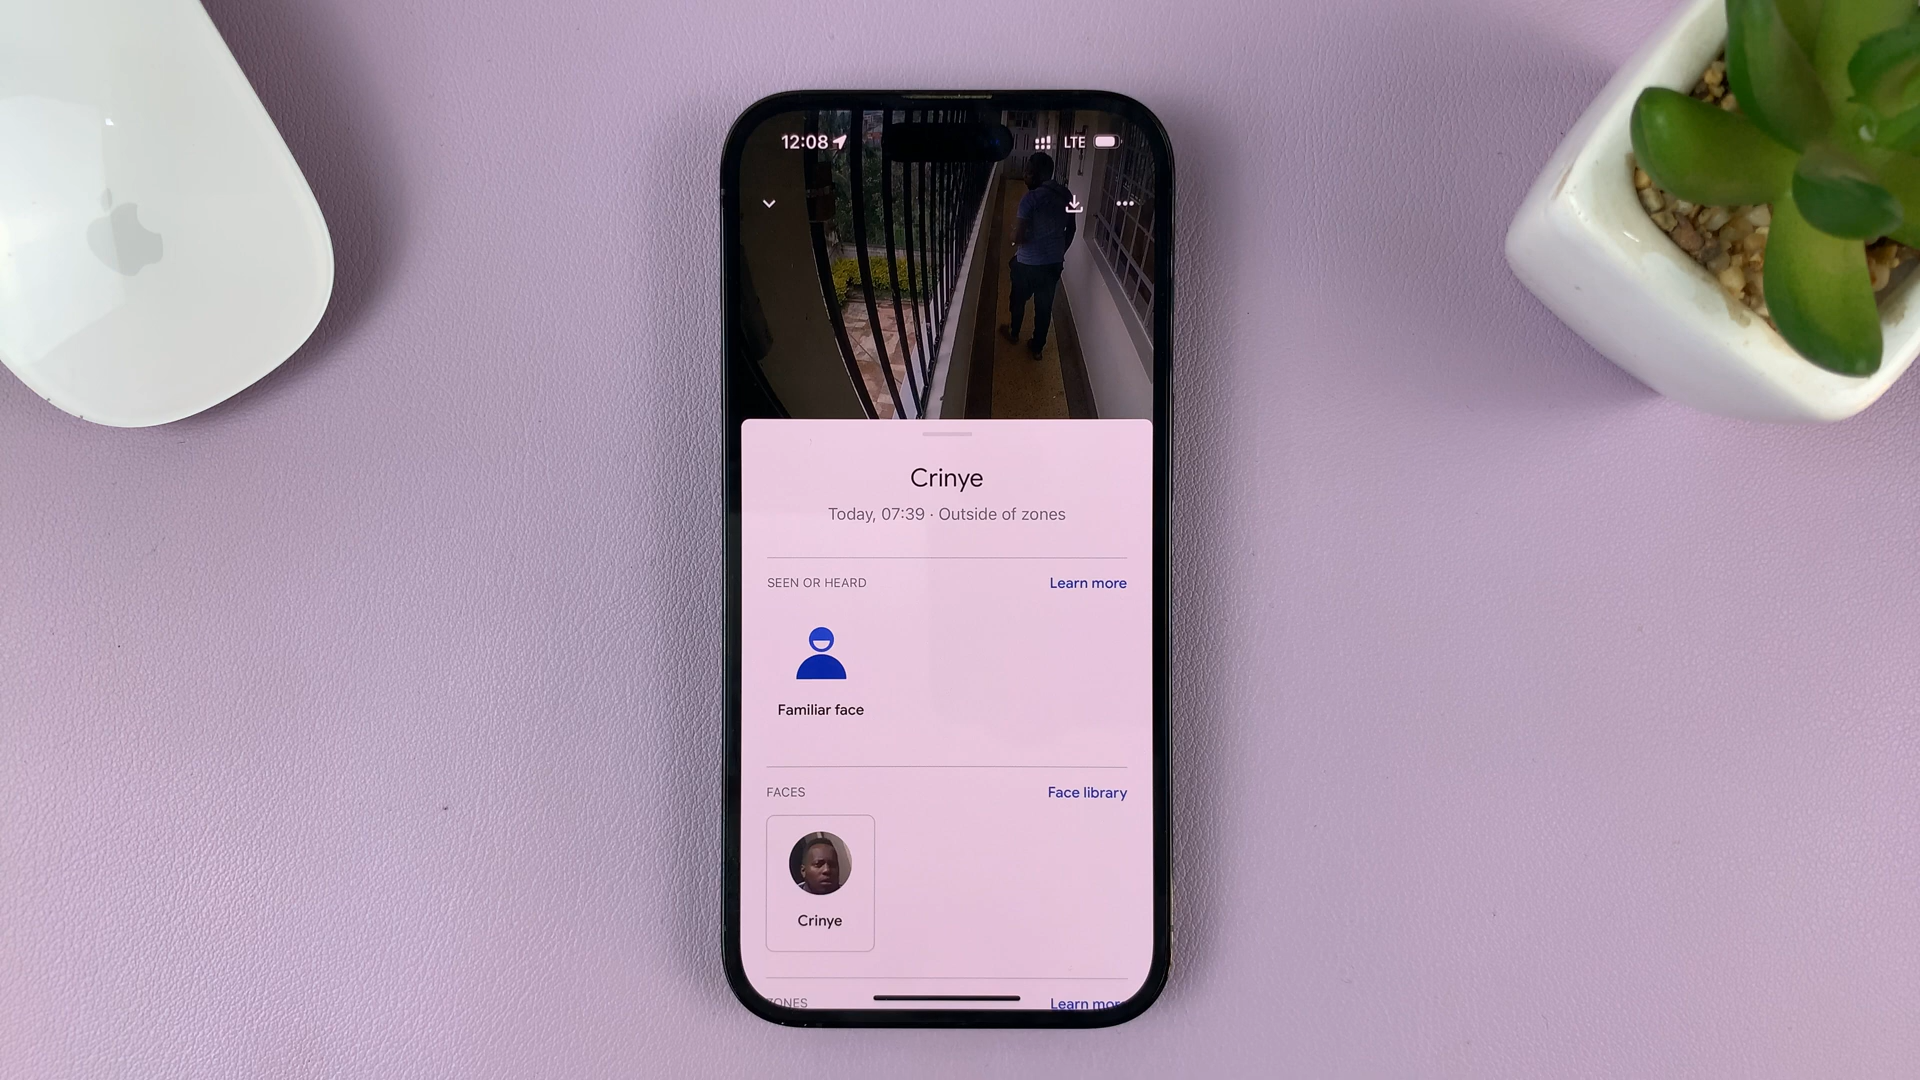 12:08
LTE
Crinye
Today, 07:39 · Outside of zones
SEEN OR HEARD
Learn more
Familiar face
FACES
Face library
Crinye
ZONES
Learn more